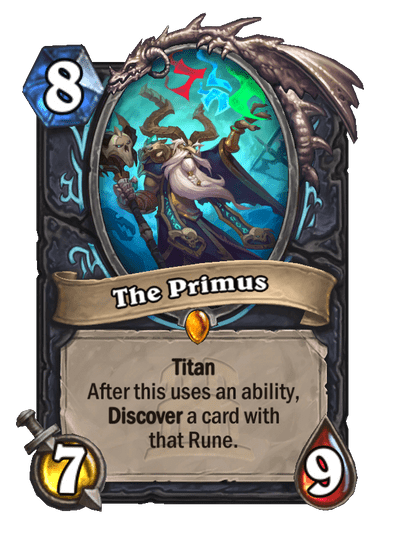 8
The Primus
Titan
After this uses an ability,
Discover a card with
that Rune.
7
9